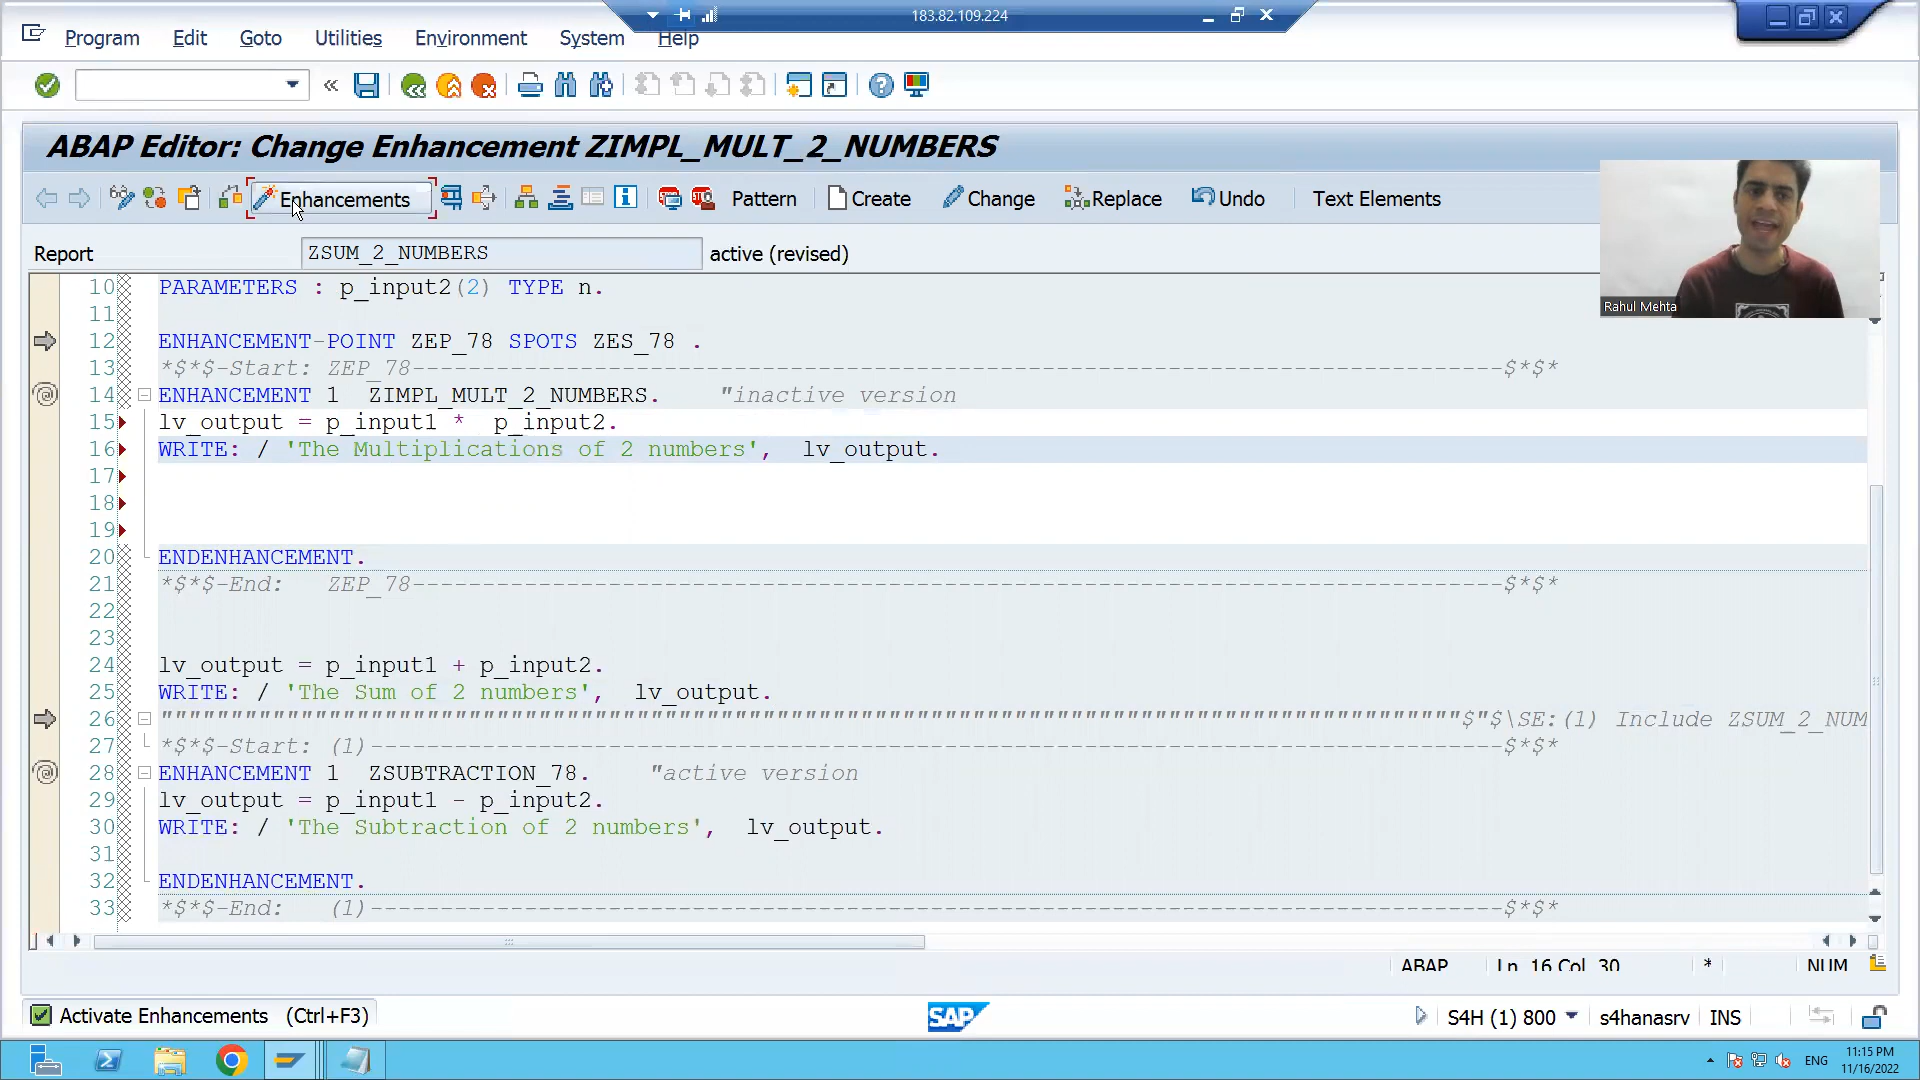 183.82.109.224
Program Edit Goto Utilities Environment System Help
ABAP Editor: Change Enhancement ZIMPL_MULT_2_NUMBERS
Enhancements Pattern Create Change Replace Undo Text Elements
Report ZSUM_2_NUMBERS active (revised)
Rahul Mehta
10 PARAMETERS : p_input2(2) TYPE n.
11
12 ENHANCEMENT-POINT ZEP_78 SPOTS ZES_78 .
13 *$*$-Start: ZEP_78------------------------------------------------------------------------------$*$*
14 ENHANCEMENT 1 ZIMPL_MULT_2_NUMBERS. "inactive version
15 lv_output = p_input1 * p_input2.
16 WRITE: / 'The Multiplications of 2 numbers', lv_output.
17
18
19
20 ENDENHANCEMENT.
21 *$*$-End: ZEP_78------------------------------------------------------------------------------$*$*
22
23
24 lv_output = p_input1 + p_input2.
25 WRITE: / 'The Sum of 2 numbers', lv_output.
26 """""""""""""""""""""""""""""""""""""""""""""""""""""""""""""""""""""""""""""""""""""""""""""$"$\SE:(1) Include ZSUM_2_NUM
27 *$*$-Start: (1)---------------------------------------------------------------------------------$*$*
28 ENHANCEMENT 1 ZSUBTRACTION_78. "active version
29 lv_output = p_input1 - p_input2.
30 WRITE: / 'The Subtraction of 2 numbers', lv_output.
31
32 ENDENHANCEMENT.
33 *$*$-End: (1)---------------------------------------------------------------------------------$*$*
ABAP Ln 16 Col 30 * NUM
Activate Enhancements (Ctrl+F3) SAP S4H (1) 800 s4hanasrv INS
ENG 11:15 PM
11/16/2022